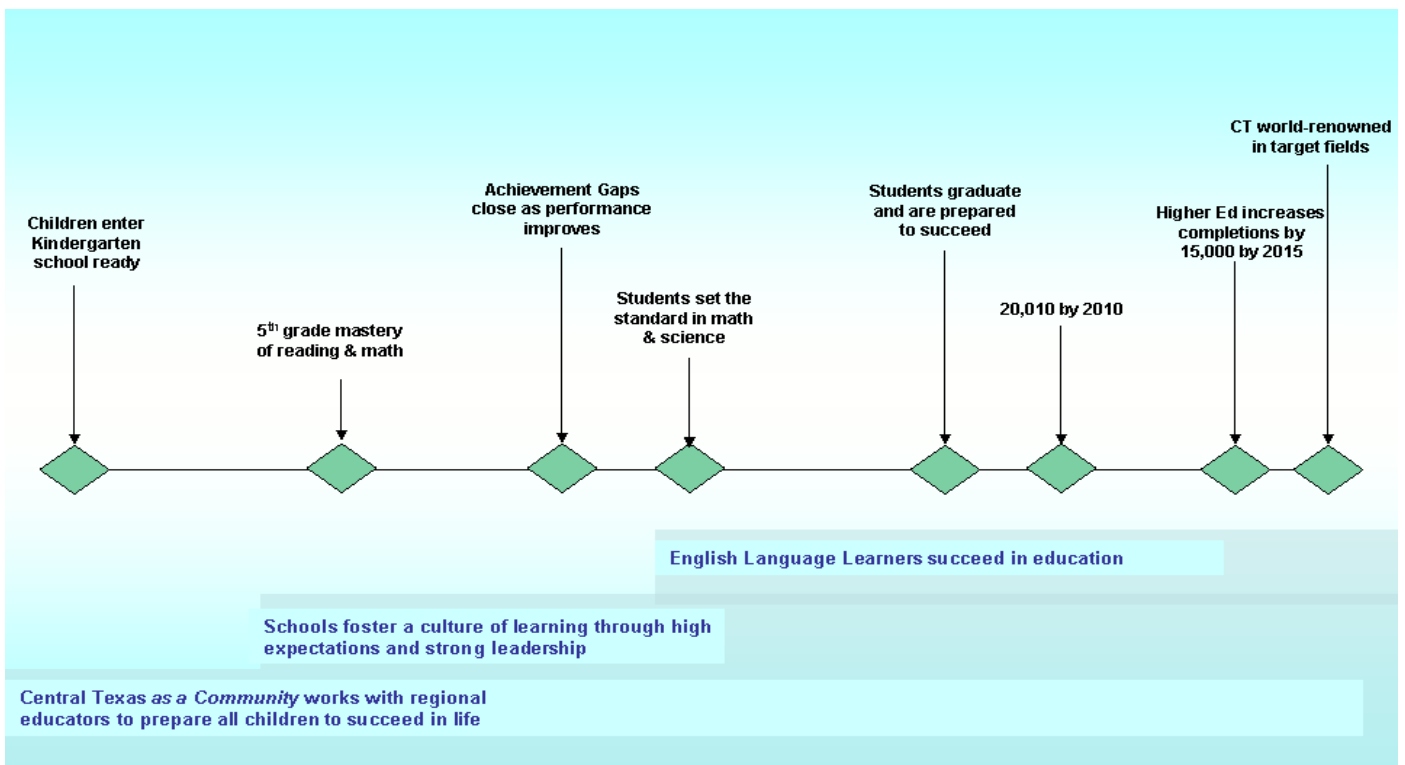 Children enter
Kindergarten
school ready
5th grade mastery
of reading & math
Achievement Gaps
close as performance
improves
Students set the
standard in math
& science
Students graduate
and are prepared
to succeed
20,010 by 2010
Higher Ed increases
completions by
15,000 by 2015
CT world-renowned
in target fields
English Language Learners succeed in education
Schools foster a culture of learning through high
expectations and strong leadership
Central Texas as a Community works with regional
educators to prepare all children to succeed in life